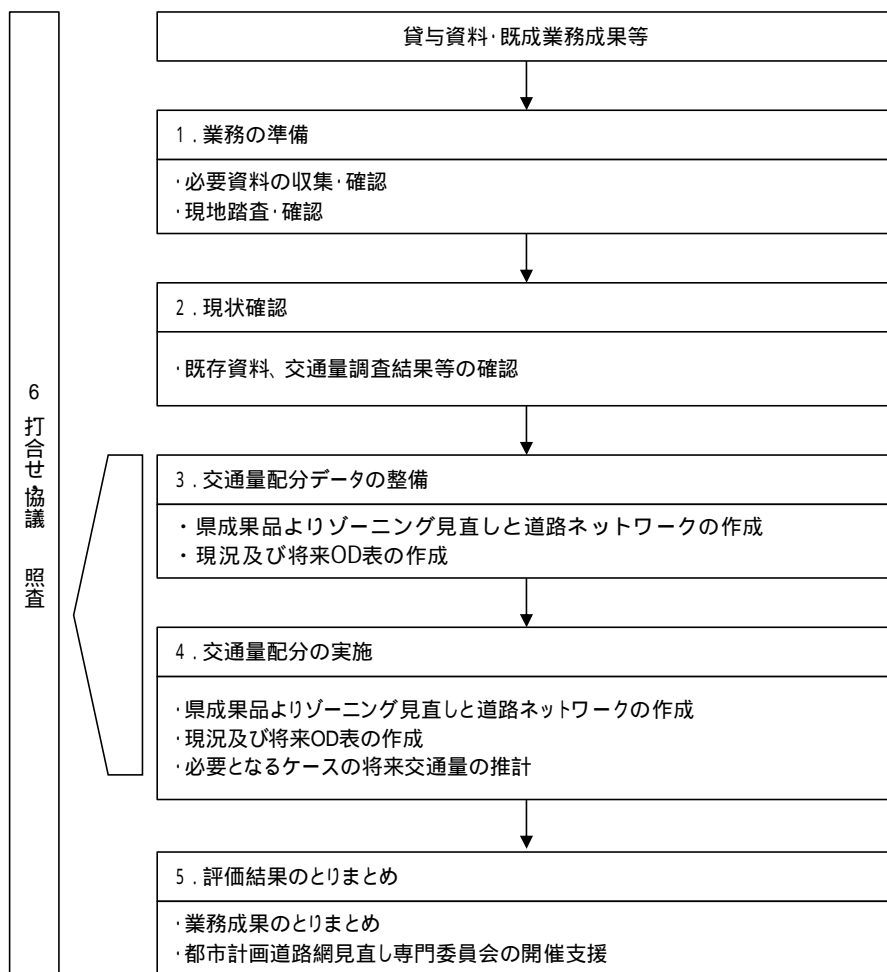 貸与資料・既成業務成果等
1．業務の準備
・必要資料の収集・確認
・現地踏査・確認
2．現状確認
・既存資料、交通量調査結果等の確認
3．交通量配分データの整備
・県成果品よりゾーニング見直しと道路ネットワークの作成
・現況及び将来OD表の作成
4．交通量配分の実施
・県成果品よりゾーニング見直しと道路ネットワークの作成
・現況及び将来OD表の作成
・必要となるケースの将来交通量の推計
5．評価結果のとりまとめ
・業務成果のとりまとめ
・都市計画道路網見直し専門委員会の開催支援
6 打合せ・協議 照査